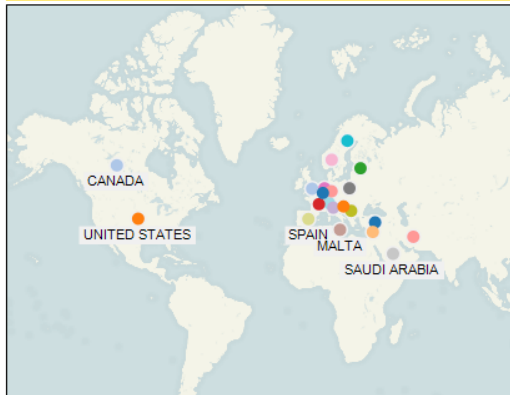 CANADA
UNITED STATES
SPAIN
MALTA
SAUDI ARABIA